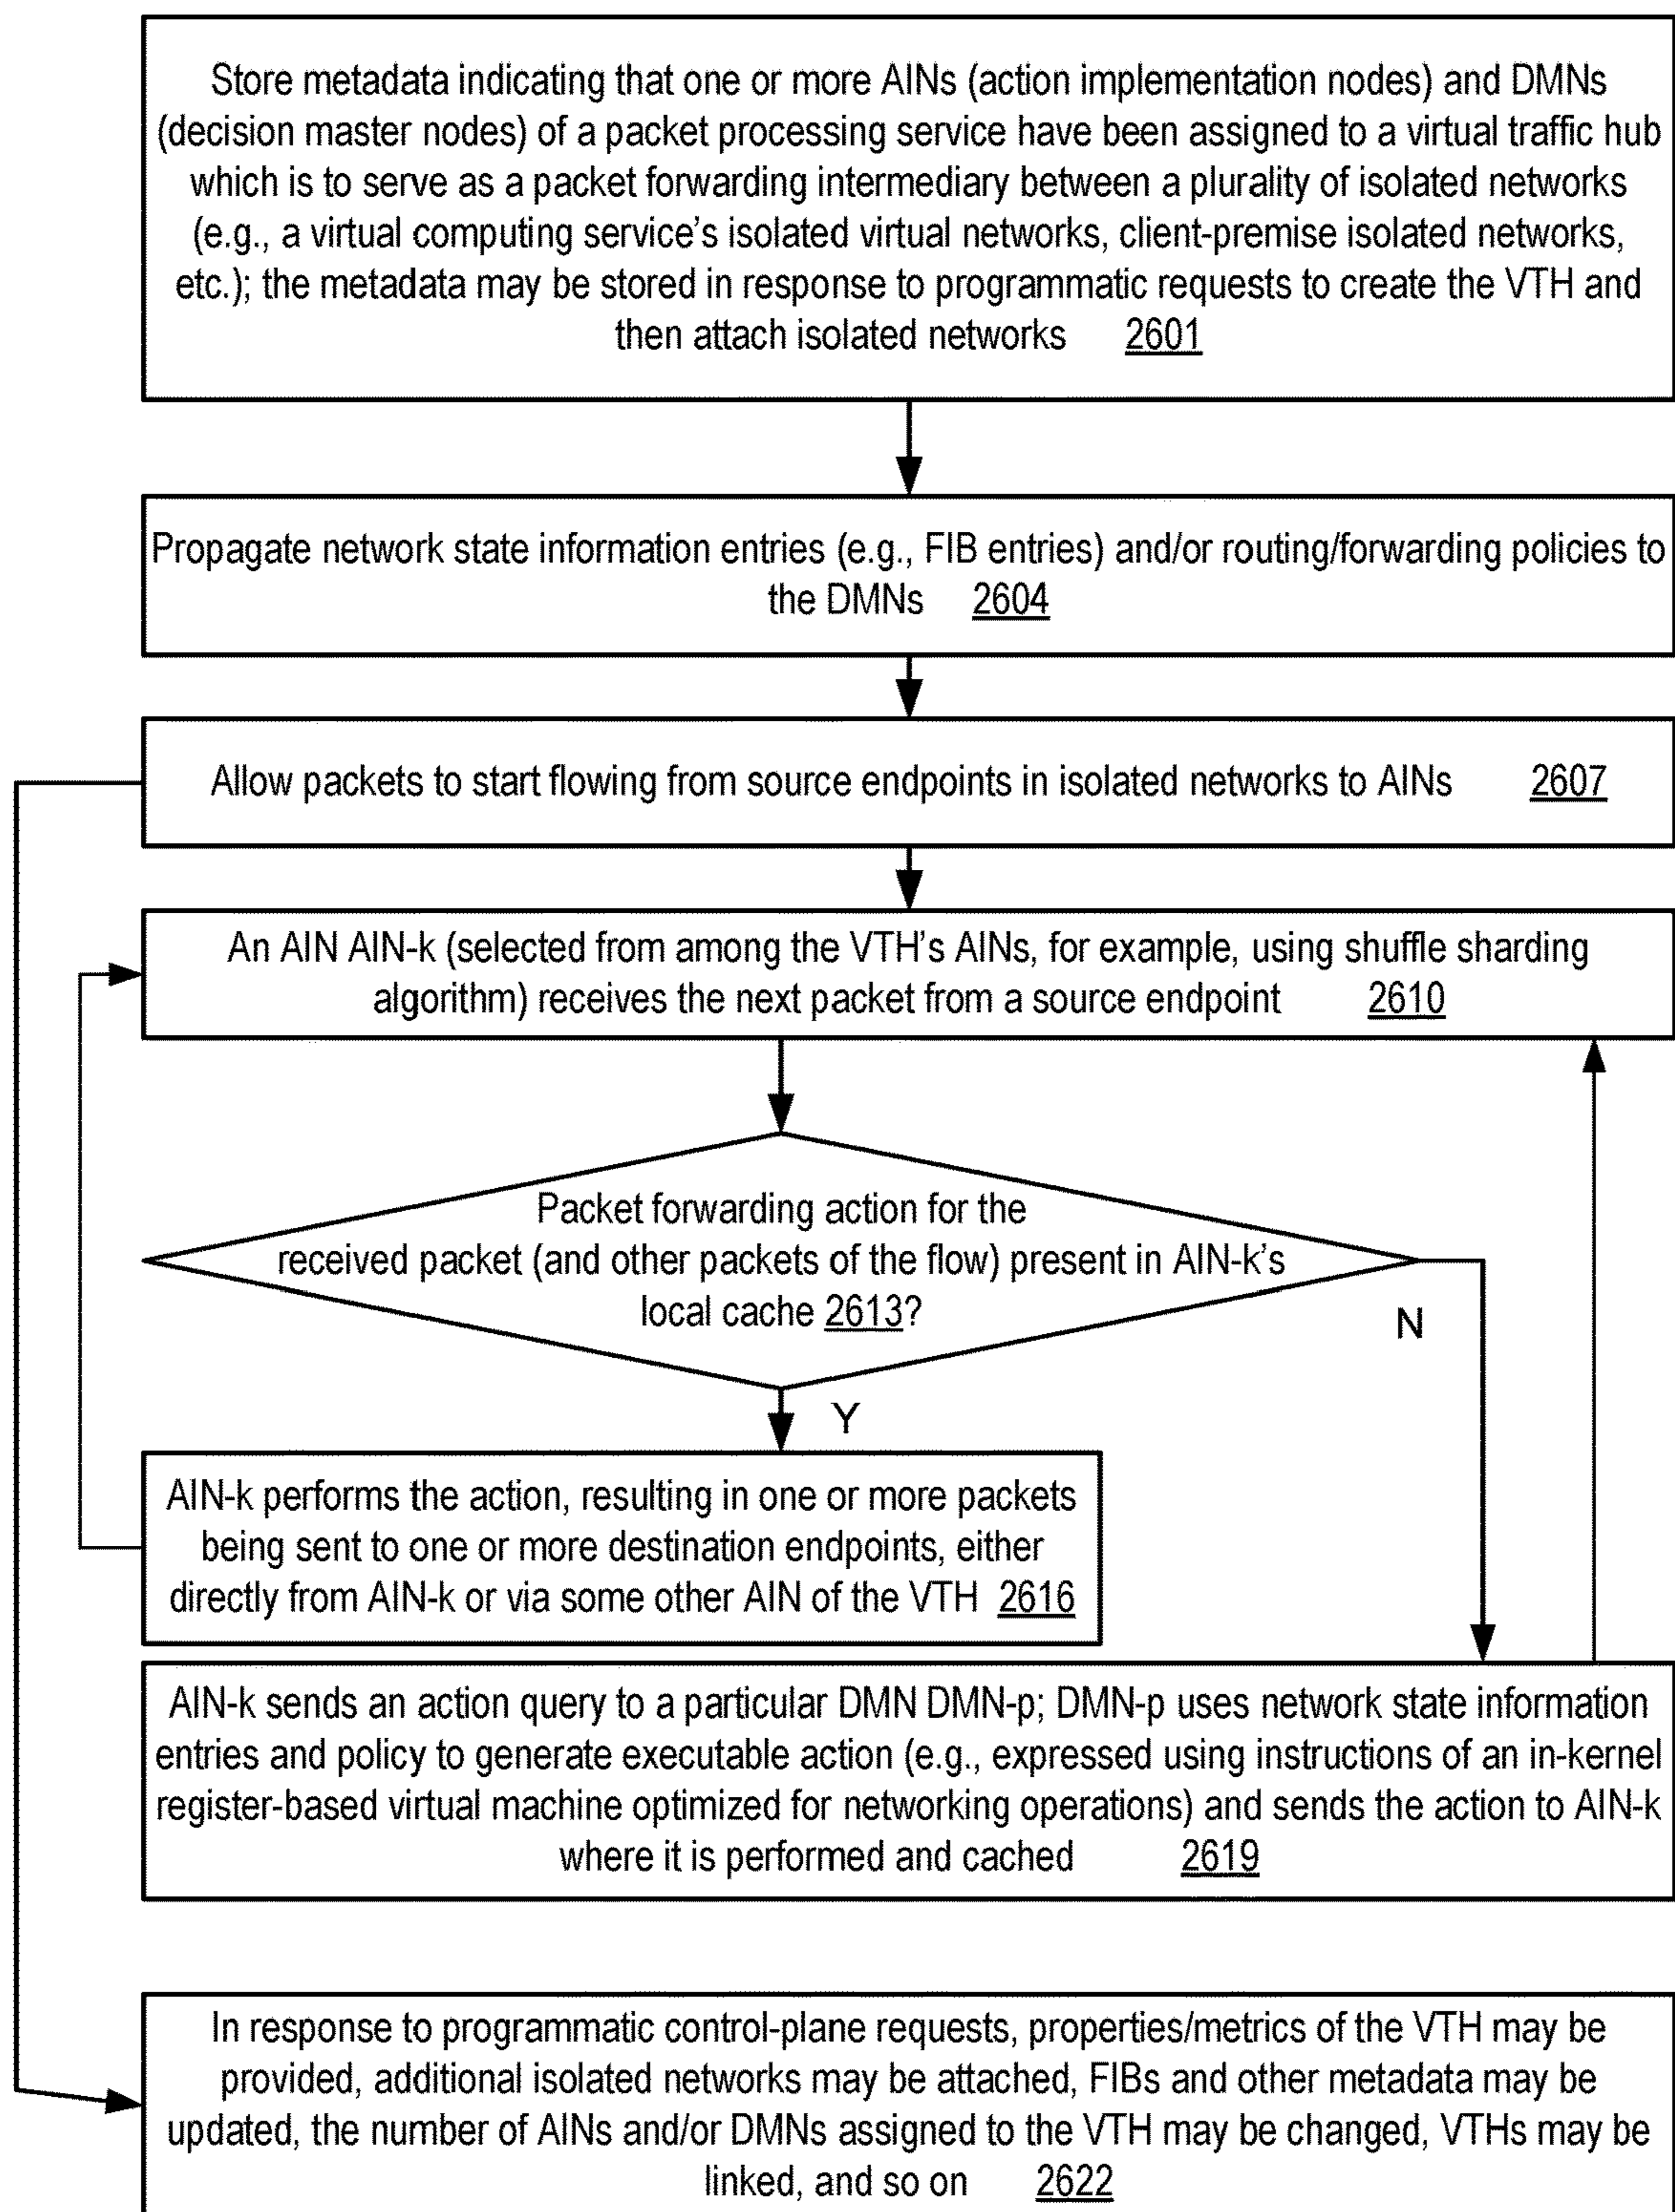 Store metadata indicating that one or more AINs (action implementation nodes) and DMNs
(decision master nodes) of a packet processing service have been assigned to a virtual traffic hub
which is to serve as a packet forwarding intermediary between a plurality of isolated networks
(e.g., a virtual computing service's isolated virtual networks, client-premise isolated networks,
etc.); the metadata may be stored in response to programmatic requests to create the VTH and
then attach isolated networks 2601
Propagate network state information entries (e.g., FIB entries) and/or routing/forwarding policies to
the DMNs 2604
Allow packets to start flowing from source endpoints in isolated networks to AINs 2607
An AIN AIN-k (selected from among the VTH's AINs, for example, using shuffle sharding
algorithm) receives the next packet from a source endpoint 2610
Packet forwarding action for the
received packet (and other packets of the flow) present in AIN-k's
local cache 2613?
N
Y
AIN-k performs the action, resulting in one or more packets
being sent to one or more destination endpoints, either
directly from AIN-k or via some other AIN of the VTH 2616
AIN-k sends an action query to a particular DMN DMN-p; DMN-p uses network state information
entries and policy to generate executable action (e.g., expressed using instructions of an in-kernel
register-based virtual machine optimized for networking operations) and sends the action to AIN-k
where it is performed and cached 2619
In response to programmatic control-plane requests, properties/metrics of the VTH may be
provided, additional isolated networks may be attached, FIBs and other metadata may be
updated, the number of AINs and/or DMNs assigned to the VTH may be changed, VTHs may be
linked, and so on 2622